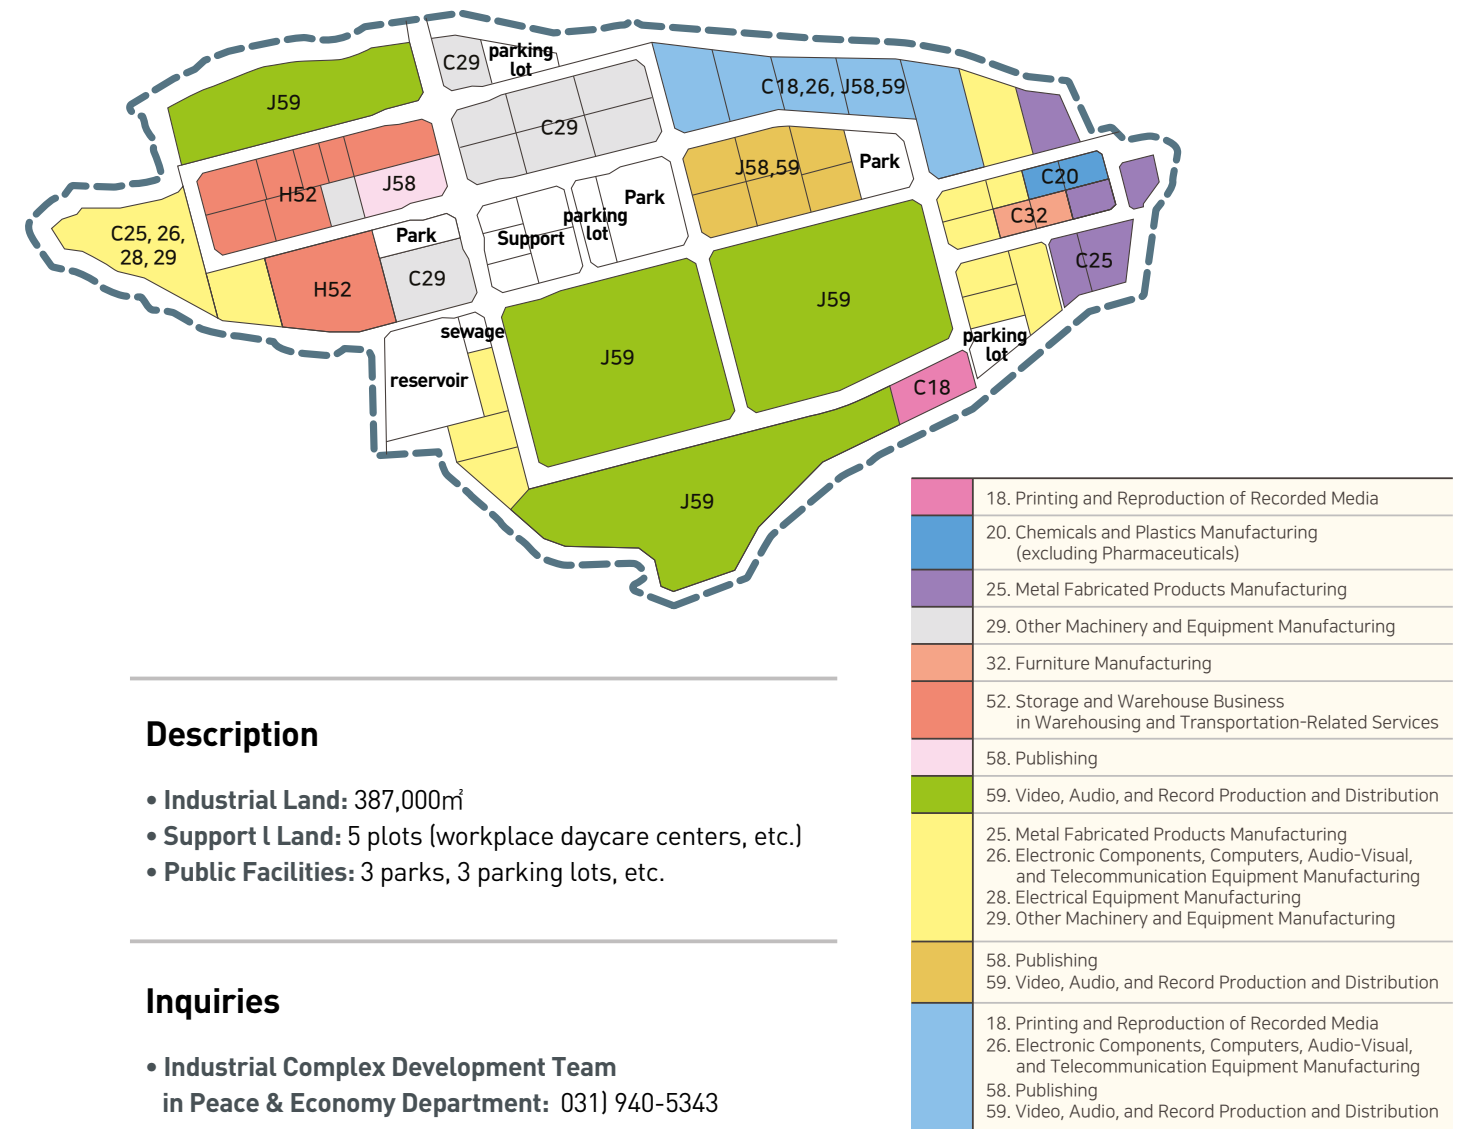 C29
parking
lot
J59
C29
C18,26, J58,59
J58,59
Park
C20
C32
H52
J58
Park
parking
lot
Support
C25, 26,
28, 29
Park
C29
H52
C25
J59
J59
sewage
reservoir
parking
lot
C18
J59
18. Printing and Reproduction of Recorded Media
20. Chemicals and Plastics Manufacturing
(excluding Pharmaceuticals)
25. Metal Fabricated Products Manufacturing
29. Other Machinery and Equipment Manufacturing
32. Furniture Manufacturing
52. Storage and Warehouse Business
in Warehousing and Transportation-Related Services
58. Publishing
59. Video, Audio, and Record Production and Distribution
25. Metal Fabricated Products Manufacturing
26. Electronic Components, Computers, Audio-Visual,
and Telecommunication Equipment Manufacturing
28. Electrical Equipment Manufacturing
29. Other Machinery and Equipment Manufacturing
58. Publishing
59. Video, Audio, and Record Production and Distribution
18. Printing and Reproduction of Recorded Media
26. Electronic Components, Computers, Audio-Visual,
and Telecommunication Equipment Manufacturing
58. Publishing
59. Video, Audio, and Record Production and Distribution
Description
• Industrial Land: 387,000㎡
• Support l Land: 5 plots (workplace daycare centers, etc.)
• Public Facilities: 3 parks, 3 parking lots, etc.
Inquiries
• Industrial Complex Development Team
in Peace & Economy Department: 031) 940-5343